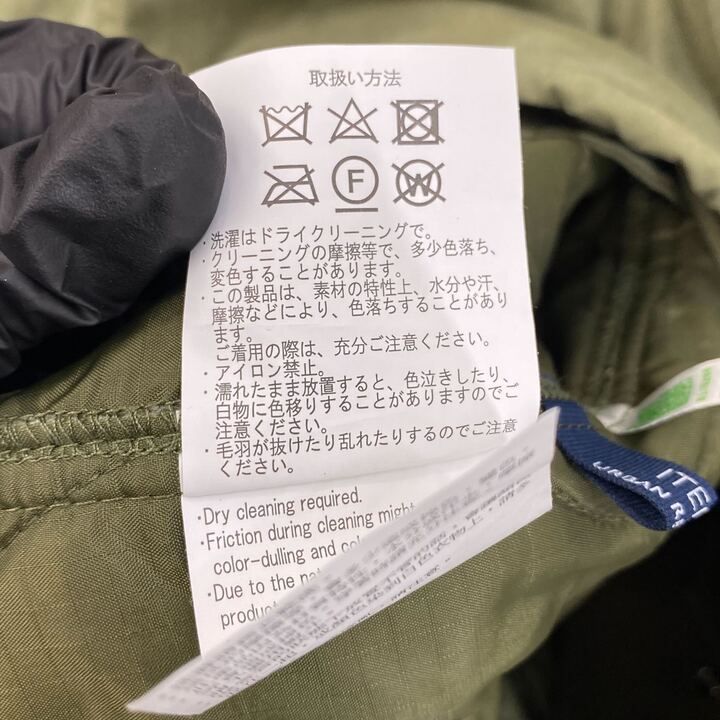 取扱い方法
F
W
・洗濯はドライクリーニングで。
・クリーニングの摩擦等で、多少色落ち、
変色することがあります。
・この製品は、素材の特性上、水分や汗、
摩擦などにより、色落ちすることがあり
ます。
ご着用の際は、充分ご注意ください。
・アイロン禁止。
・濡れたまま放置すると、色泣きしたり、
白物に色移りすることがありますのでご
注意ください。
・毛羽が抜けたり乱れたりするのでご注意
ください。
・Dry cleaning required.
・Friction during cleaning might
color-dulling and
・Due to the
ITE
URBAN R